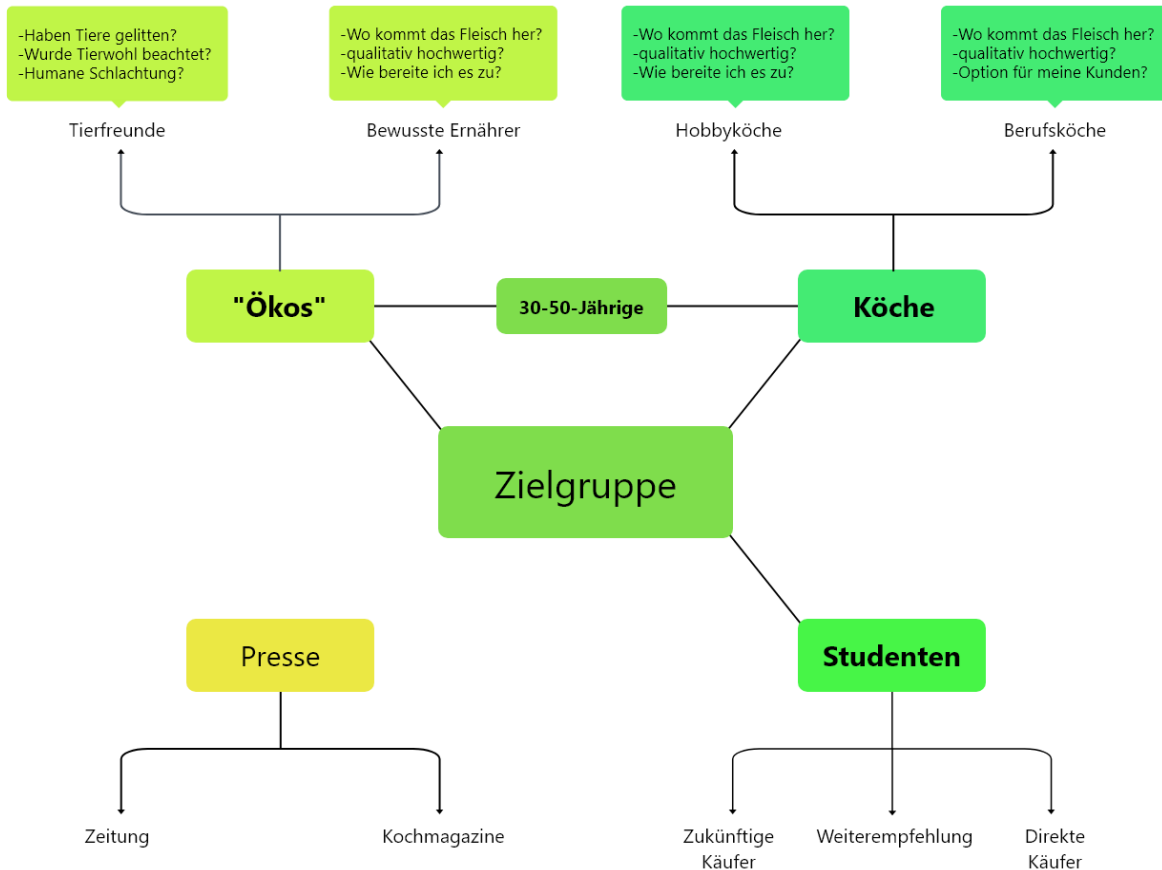 -Haben Tiere gelitten?
-Wurde Tierwohl beachtet?
-Humane Schlachtung?
-Wo kommt das Fleisch her?
-qualitativ hochwertig?
-Wie bereite ich es zu?
-Wo kommt das Fleisch her?
-qualitativ hochwertig?
-Wie bereite ich es zu?
-Wo kommt das Fleisch her?
-qualitativ hochwertig?
-Option für meine Kunden?
Tierfreunde
Bewusste Ernährer
Hobbyköche
Berufsköche
"Ökos"
30-50-Jährige
Köche
Zielgruppe
Presse
Studenten
Zeitung
Kochmagazine
Zukünftige
Käufer
Weiterempfehlung
Direkte
Käufer